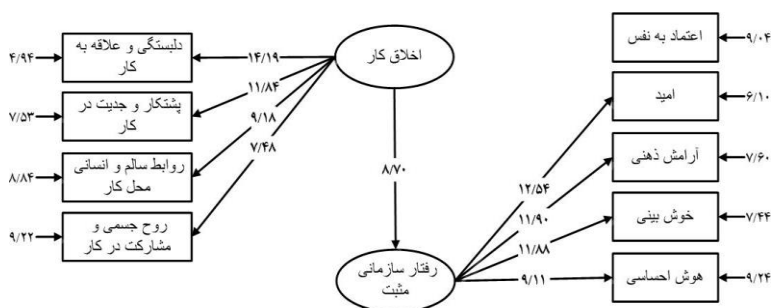 اعتماد به نفس
۹/۰۴
امید
۶/۱۰
آرامش ذهنی
۷/۶۰
خوش بینی
۷/۴۴
هوش احساسی
۹/۲۴
۱۲/۵۴
۱۱/۹۰
۱۱/۸۸
۹/۱۱
اخلاق کار
۸/۷۰
رفتار سازمانی
مثبت
۱۴/۱۹
۱۱/۸۴
۹/۱۸
۷/۴۸
دلبستگی و علاقه به
کار
۴/۹۴
پشتکار و جدیت در
کار
۷/۵۳
روابط سالم و انسانی
محل کار
۸/۸۴
روح جسمی و
مشارکت در کار
۹/۲۲